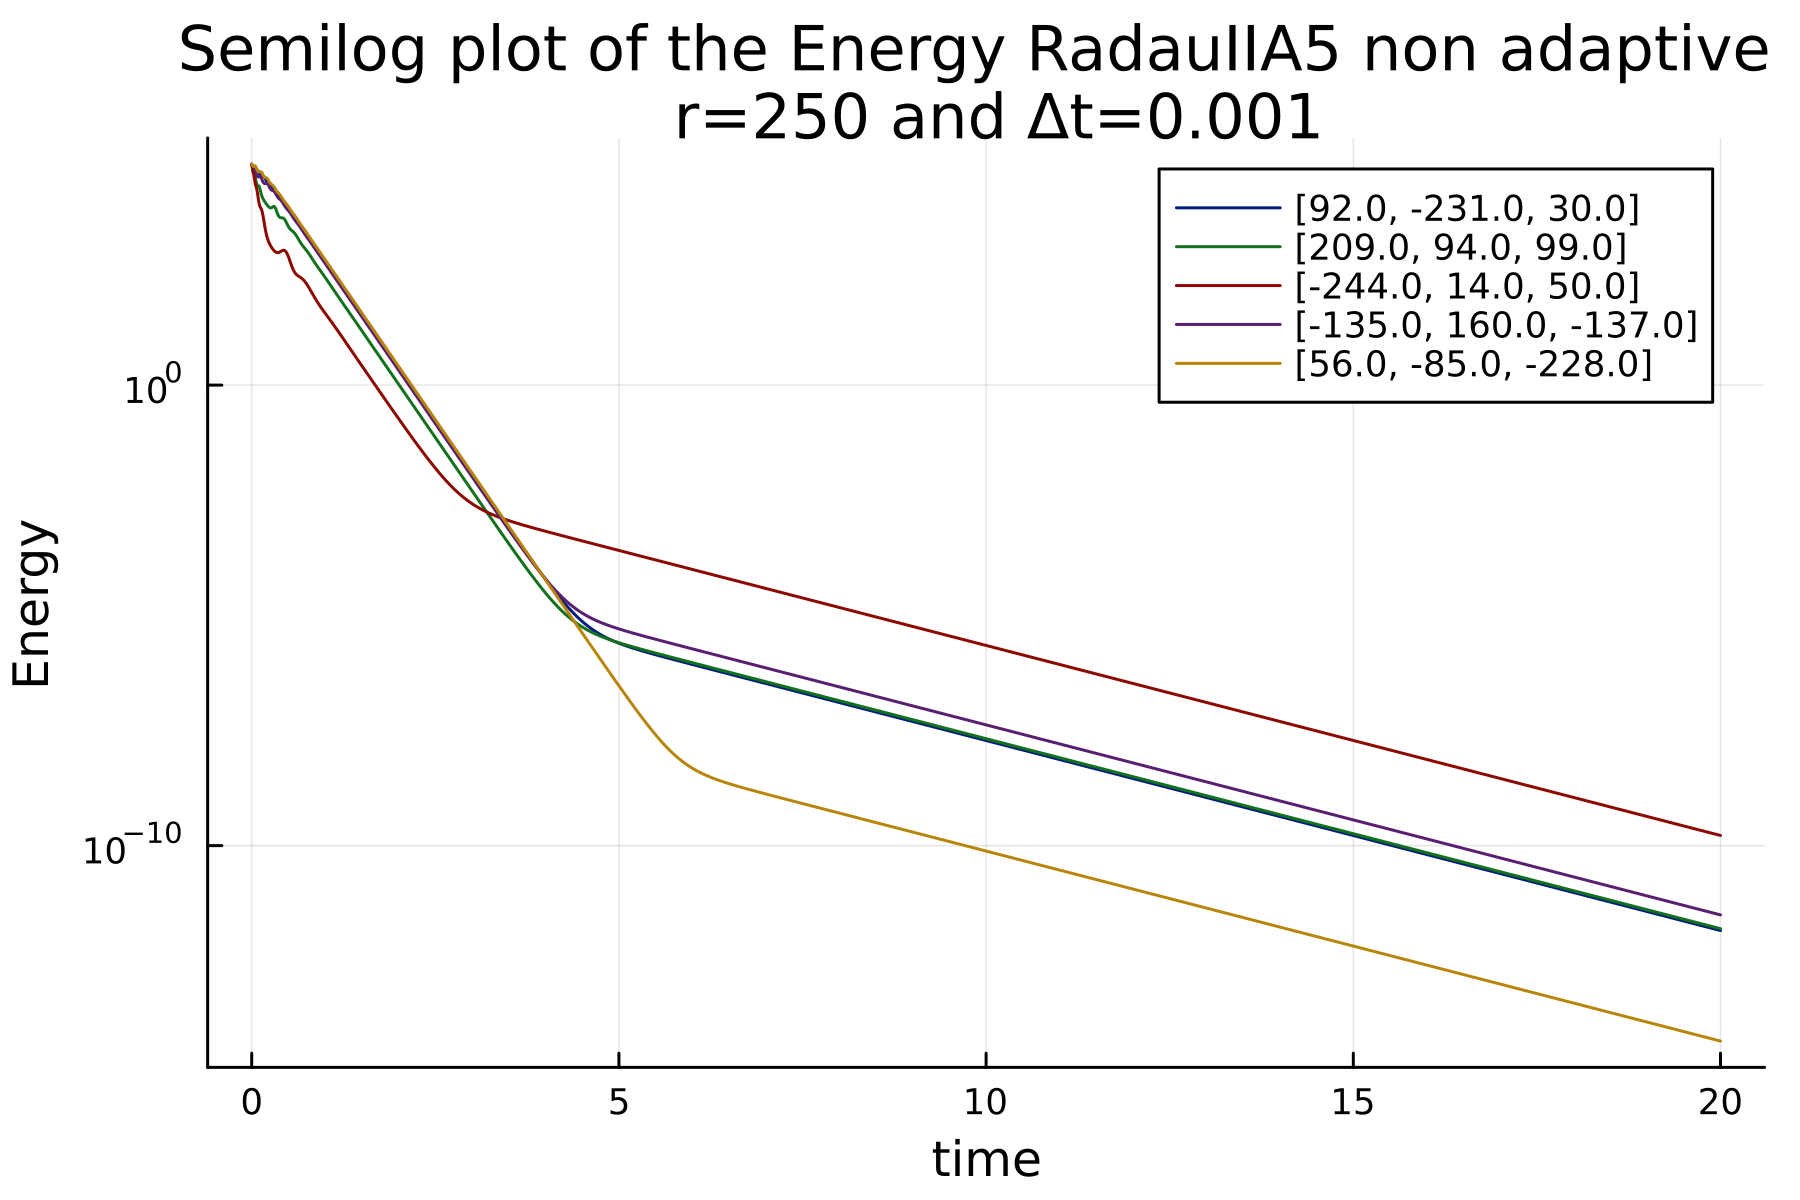 Semilog plot of the Energy RadauIIA5 non adaptive
r=250 and Δt=0.001
[92.0, -231.0, 30.0]
[209.0, 94.0, 99.0]
[-244.0, 14.0, 50.0]
[-135.0, 160.0, -137.0]
[56.0, -85.0, -228.0]
10⁰
10⁻¹⁰
Energy
0 5 10 15 20
time